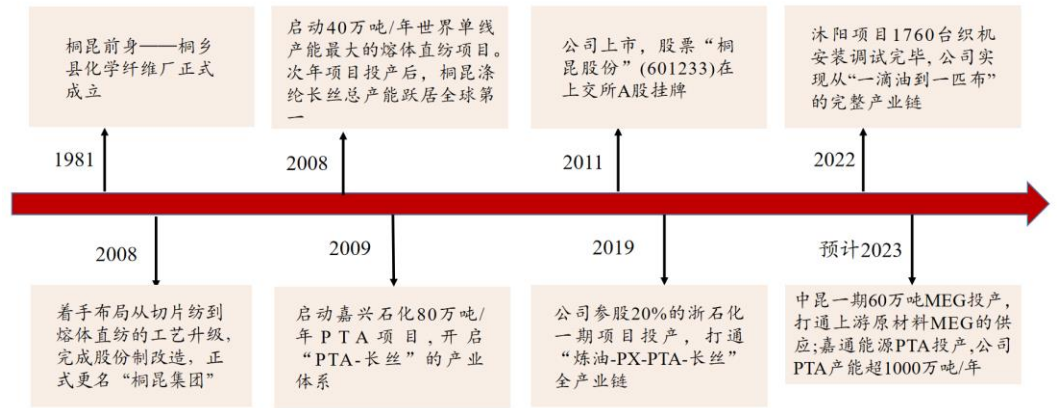 桐昆前身——桐乡
县化学纤维厂正式
成立
1981
启动40万吨/年世界单线
产能最大的熔体直纺项目。
次年项目投产后，桐昆涤
纶长丝总产能跃居全球第
一
2008
公司上市，股票“桐
昆股份”(601233)在
上交所A股挂牌
2011
沭阳项目1760台织机
安装调试完毕,公司实
现从“一滴油到一匹布”
的完整产业链
2022
2008
着手布局从切片纺到
熔体直纺的工艺升级,
完成股份制改造，正
式更名“桐昆集团”
2009
启动嘉兴石化80万吨/
年PTA项目,开启
“PTA-长丝”的产业
体系
2019
公司参股20%的浙石化
一期项目投产，打通
“炼油-PX-PTA-长丝”
全产业链
预计2023
中昆一期60万吨MEG投产，
打通上游原材料MEG的供
应;嘉通能源PTA投产,公司
PTA产能超1000万吨/年